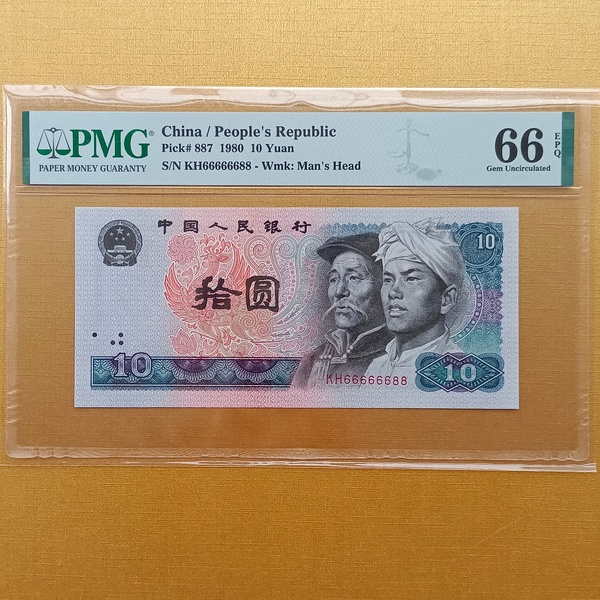 PMG
PAPER MONEY GUARANTY
China / People's Republic
Pick# 887 1980 10 Yuan
S/N KH66666688 - Wmk: Man's Head
66 EPQ
Gem Uncirculated
中国人民银行
10
拾圆
KH66666688
10
10